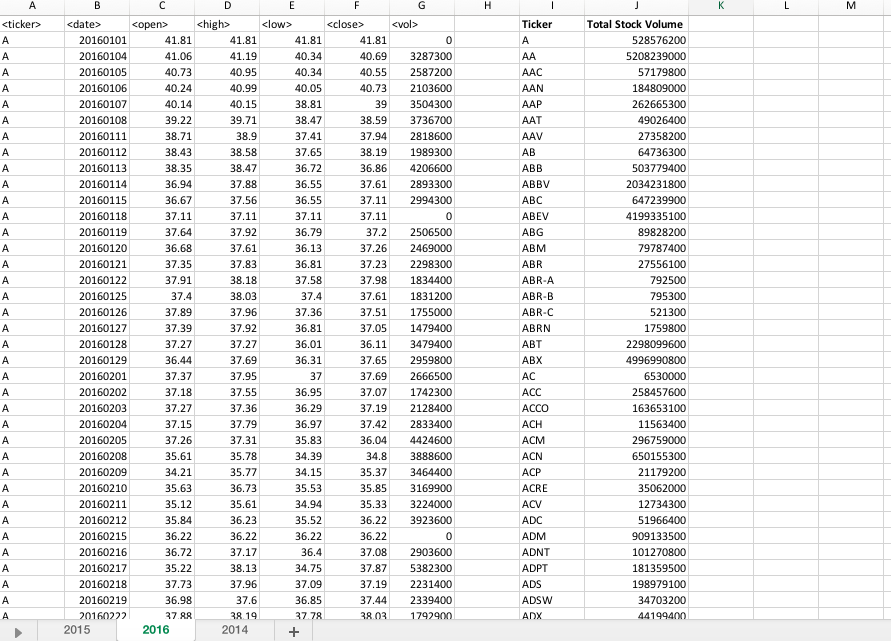 A B C D E F G H I J K L M
<ticker> <date> <open> <high> <low> <close> <vol> Ticker Total Stock Volume
A 20160101 41.81 41.81 41.81 41.81 0 A 528576200
A 20160104 41.06 41.19 40.34 40.69 3287300 AA 5208239000
A 20160105 40.73 40.95 40.34 40.55 2587200 AAC 57179800
A 20160106 40.24 40.99 40.05 40.73 2103600 AAN 184809000
A 20160107 40.14 40.15 38.81 39 3504300 AAP 262665300
A 20160108 39.22 39.71 38.47 38.59 3736700 AAT 49026400
A 20160111 38.71 38.9 37.41 37.94 2818600 AAV 27358200
A 20160112 38.43 38.58 37.65 38.19 1989300 AB 64736300
A 20160113 38.35 38.47 36.72 36.86 4206600 ABB 503779400
A 20160114 36.94 37.88 36.55 37.61 2893300 ABBV 2034231800
A 20160115 36.67 37.56 36.55 37.11 2994300 ABC 647239900
A 20160118 37.11 37.11 37.11 37.11 0 ABEV 4199335100
A 20160119 37.64 37.92 36.79 37.2 2506500 ABG 89828200
A 20160120 36.68 37.61 36.13 37.26 2469000 ABM 79787400
A 20160121 37.35 37.83 36.81 37.23 2298300 ABR 27556100
A 20160122 37.91 38.18 37.58 37.98 1834400 ABR-A 792500
A 20160125 37.4 38.03 37.4 37.61 1831200 ABR-B 795300
A 20160126 37.89 37.96 37.36 37.51 1755000 ABR-C 521300
A 20160127 37.39 37.92 36.81 37.05 1479400 ABRN 1759800
A 20160128 37.27 37.27 36.01 36.11 3479400 ABT 2298099600
A 20160129 36.44 37.69 36.31 37.65 2959800 ABX 4996990800
A 20160201 37.37 37.95 37 37.69 2666500 AC 6530000
A 20160202 37.18 37.55 36.95 37.07 1742300 ACC 258457600
A 20160203 37.27 37.36 36.29 37.19 2128400 ACCO 163653100
A 20160204 37.15 37.79 36.97 37.42 2833400 ACH 11563400
A 20160205 37.26 37.31 35.83 36.04 4424600 ACM 296759000
A 20160208 35.61 35.78 34.39 34.8 3888600 ACN 650155300
A 20160209 34.21 35.77 34.15 35.37 3464400 ACP 21179200
A 20160210 35.63 36.73 35.53 35.85 3169900 ACRE 35062000
A 20160211 35.12 35.61 34.94 35.33 3224000 ACV 12734300
A 20160212 35.84 36.23 35.52 36.22 3923600 ADC 51966400
A 20160215 36.22 36.22 36.22 36.22 0 ADM 909133500
A 20160216 36.72 37.17 36.4 37.08 2903600 ADNT 101270800
A 20160217 35.22 38.13 34.75 37.87 5382300 ADPT 181359500
A 20160218 37.73 37.96 37.09 37.19 2231400 ADS 198979100
A 20160219 36.98 37.6 36.85 37.44 2339400 ADSW 34703200
A 20160222 37.88 38.19 37.78 38.03 1792900 ADX 44199400
2015 2016 2014 +